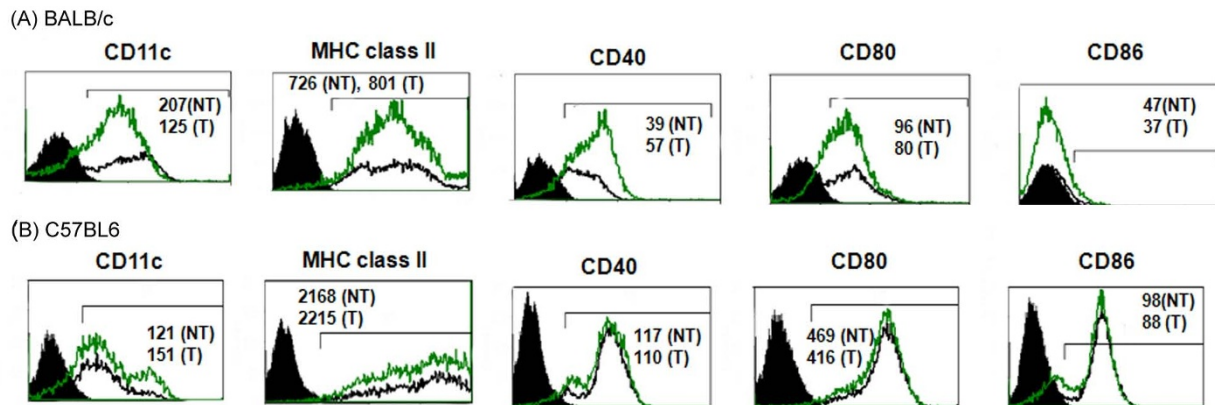 (A) BALB/c
CD11c
MHC class II
CD40
CD80
CD86
207(NT)
125 (T)
726 (NT), 801 (T)
39 (NT)
57 (T)
96 (NT)
80 (T)
47(NT)
37 (T)
(B) C57BL6
CD11c
MHC class II
CD40
CD80
CD86
121 (NT)
151 (T)
2168 (NT)
2215 (T)
117 (NT)
110 (T)
469 (NT)
416 (T)
98(NT)
88 (T)